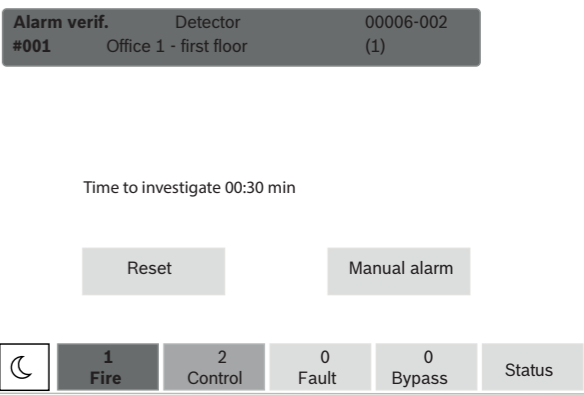 Alarm verif. Detector 00006-002
#001 Office 1 - first floor (1)
Time to investigate 00:30 min
Reset Manual alarm
1 2 0 0
Fire Control Fault Bypass Status